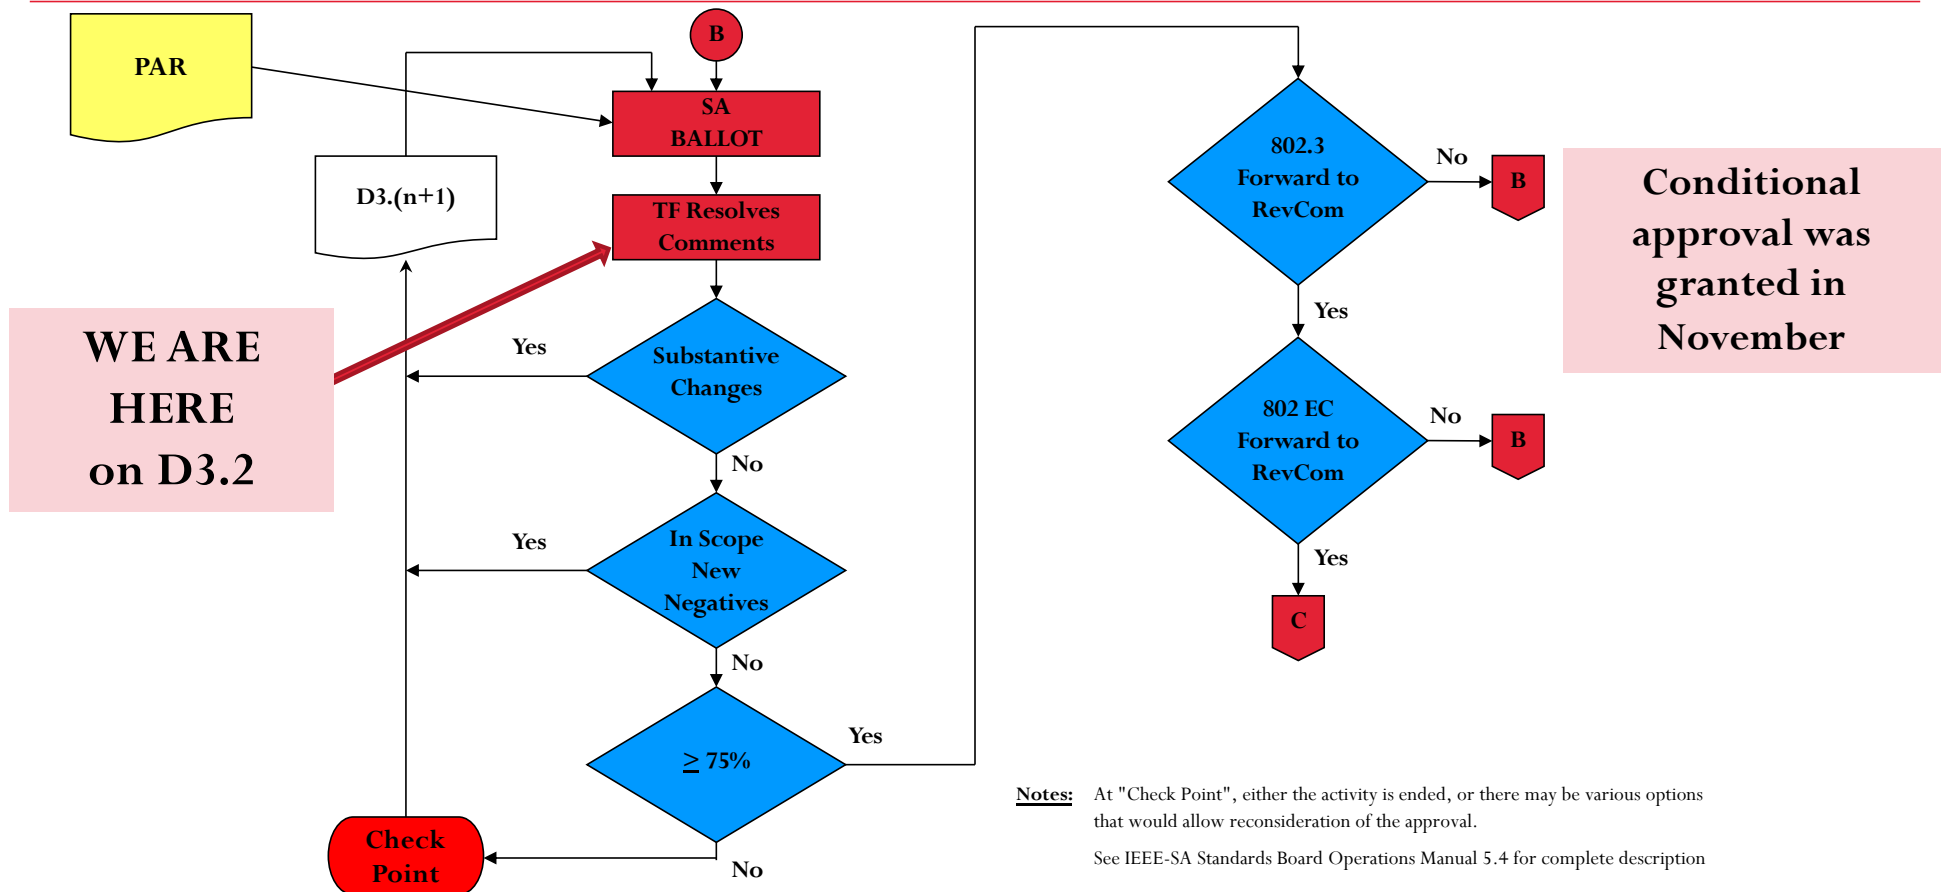 PAR
B
SA
BALLOT
D3.(n+1)
TF Resolves
Comments
WE ARE
HERE
on D3.2
Yes
Substantive
Changes
No
Yes
In Scope
New
Negatives
No
≥ 75%
Yes
No
Check
Point
802.3
Forward to
RevCom
No
B
Yes
802 EC
Forward to
RevCom
No
B
Yes
C
Conditional
approval was
granted in
November
Notes: At "Check Point", either the activity is ended, or there may be various options
that would allow reconsideration of the approval.
See IEEE-SA Standards Board Operations Manual 5.4 for complete description